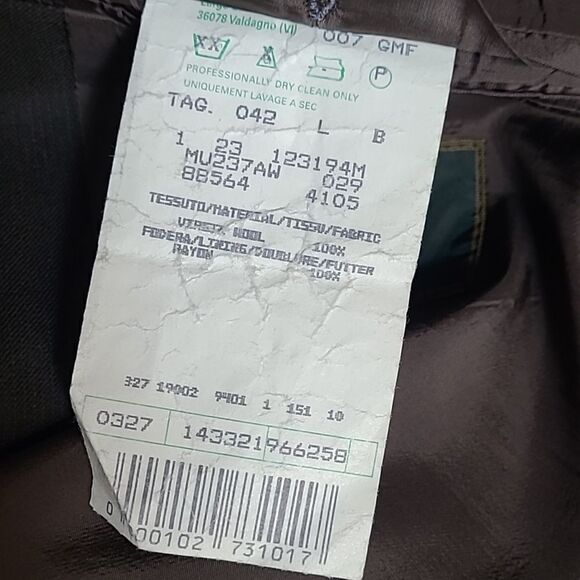 36078 Valdagno (VI) 007 GMF
P
PROFESSIONALLY DRY CLEAN ONLY
UNIQUEMENT LAVAGE A SEC
TAG. 042 L B
1 23 123194M
MU237AW 029
88564 4105
TESSUTO/MATERIAL/TISSU/FABRIC
VIRGIN WOOL 100%
FODERA/LINING/DOUBLURE/FUTTER
RAYON 100%
327 19002 9401 1 151 10
0327 143321966258
00102 731017